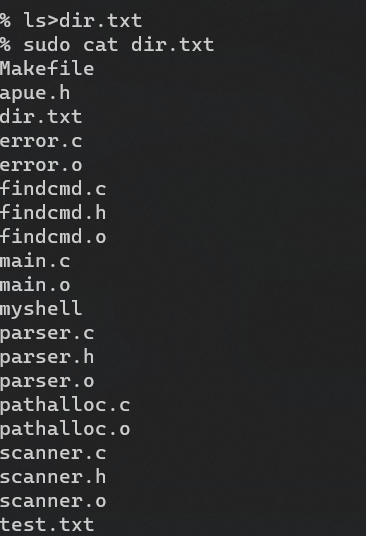 % ls>dir.txt
% sudo cat dir.txt
Makefile
apue.h
dir.txt
error.c
error.o
findcmd.c
findcmd.h
findcmd.o
main.c
main.o
myshell
parser.c
parser.h
parser.o
pathalloc.c
pathalloc.o
scanner.c
scanner.h
scanner.o
test.txt